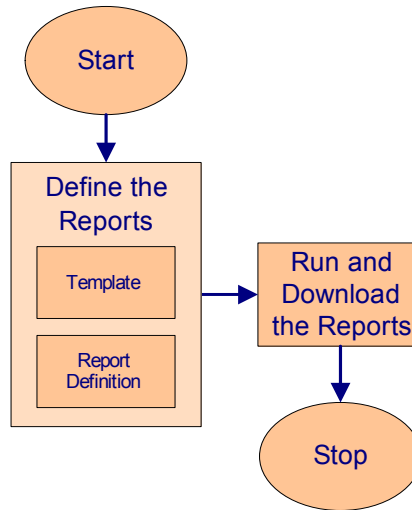 Start
Define the
Reports
Template
Report
Definition
Run and
Download
the Reports
Stop